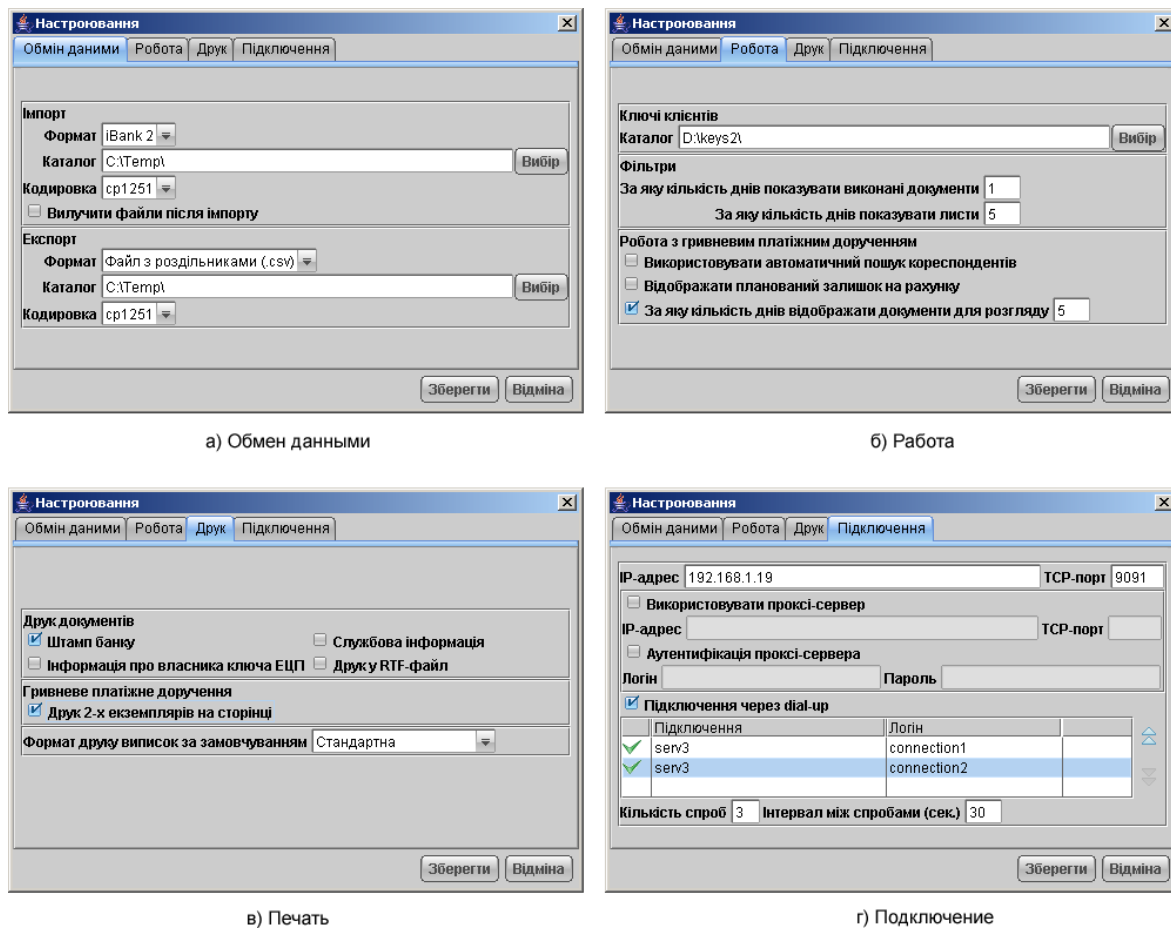 Настроювання
Обмін даними Робота Друк Підключення
Імпорт
Формат iBank 2
Каталог C:\Temp\ Вибір
Кодировка cp1251
Вилучити файли після імпорту
Експорт
Формат Файл з роздільниками (.csv)
Каталог C:\Temp\ Вибір
Кодировка cp1251
Зберегти Відміна
а) Обмен данными
Настроювання
Обмін даними Робота Друк Підключення
Ключі клієнтів
Каталог D:\keys2\ Вибір
Фільтри
За яку кількість днів показувати виконані документи 1
За яку кількість днів показувати листи 5
Робота з гривневим платіжним дорученням
Використовувати автоматичний пошук кореспондентів
Відображати планований залишок на рахунку
За яку кількість днів відображати документи для розгляду 5
Зберегти Відміна
б) Работа
Настроювання
Обмін даними Робота Друк Підключення
Друк документів
Штамп банку Службова інформація
Інформація про власника ключа ЕЦП Друк у RTF-файл
Гривневе платіжне доручення
Друк 2-х екземплярів на сторінці
Формат друку виписок за замовчуванням Стандартна
Зберегти Відміна
в) Печать
Настроювання
Обмін даними Робота Друк Підключення
IP-адрес 192.168.1.19 TCP-порт 9091
Використовувати проксі-сервер
IP-адрес TCP-порт
Аутентифікація проксі-сервера
Логін Пароль
Підключення через dial-up
Підключення Логін
serv3 connection1
serv3 connection2
Кількість спроб 3 Інтервал між спробами (сек.) 30
Зберегти Відміна
г) Подключение